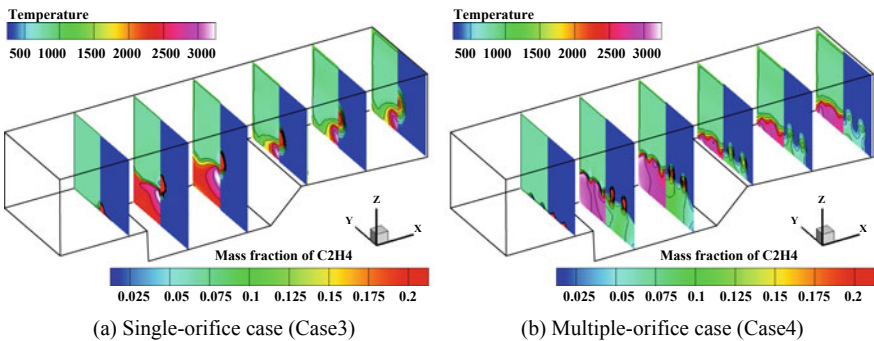 Temperature
500 1000 1500 2000 2500 3000
Z
Y
X
Mass fraction of C2H4
0.025 0.05 0.075 0.1 0.125 0.15 0.175 0.2
(a) Single-orifice case (Case3)
Temperature
500 1000 1500 2000 2500 3000
Z
Y
X
Mass fraction of C2H4
0.025 0.05 0.075 0.1 0.125 0.15 0.175 0.2
(b) Multiple-orifice case (Case4)